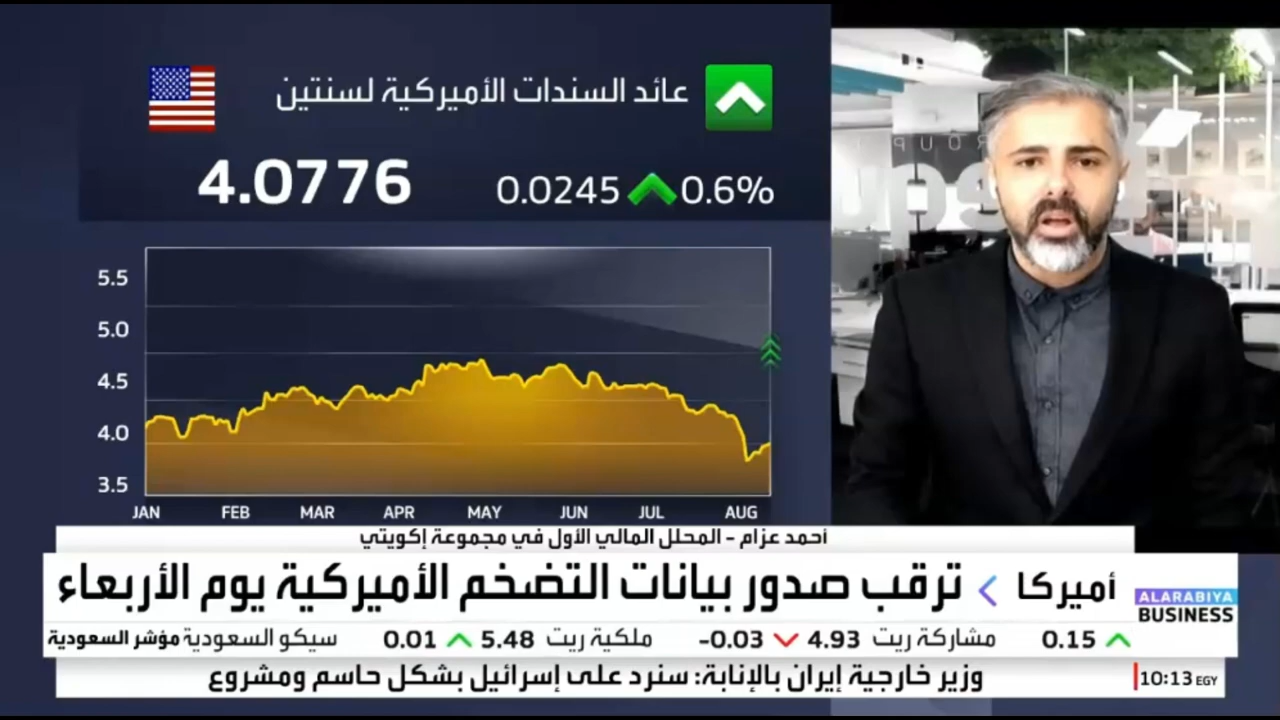 عائد السندات الأميركية لسنتين
4.0776
0.0245 0.6%
5.5
5.0
4.5
4.0
3.5
JAN FEB MAR APR MAY JUN JUL AUG
ROUP
أحمد عزام - المحلل المالي الأول في مجموعة إكويتي
أميركا > ترقب صدور بيانات التضخم الأميركية يوم الأربعاء
ALARABIYA
BUSINESS
0.15 مشاركة ريت 4.93 -0.03 ملكية ريت 5.48 0.01 سيكو السعودية مؤشر السعودية
وزير خارجية إيران بالإنابة: سنرد على إسرائيل بشكل حاسم ومشروع
10:13 EGY